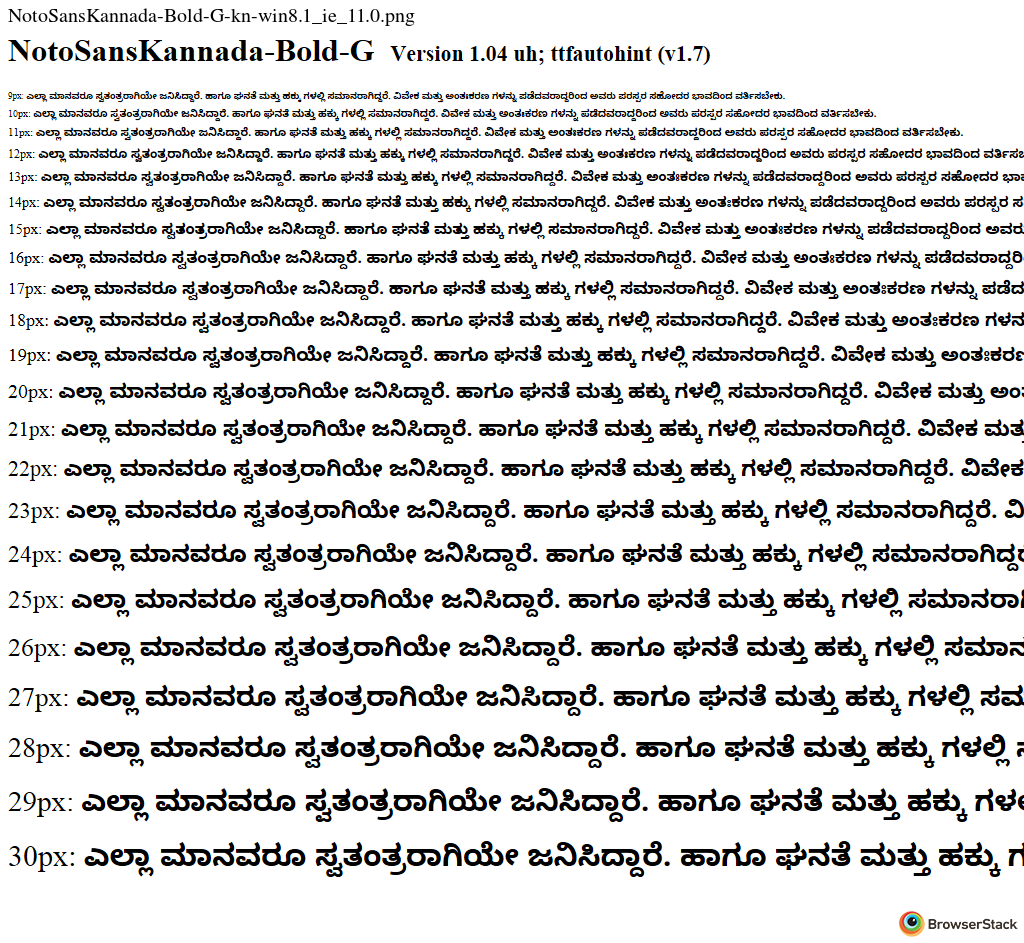 NotoSansKannada-Bold-G-kn-win8.1_ie_11.0.png
NotoSansKannada-Bold-G Version 1.04 uh; ttfautohint (v1.7)
9px: ಎಲ್ಲಾ ಮಾನವರೂ ಸ್ವತಂತ್ರರಾಗಿಯೇ ಜನಿಸಿದ್ದಾರೆ. ಹಾಗೂ ಘನತೆ ಮತ್ತು ಹಕ್ಕು ಗಳಲ್ಲಿ ಸಮಾನರಾಗಿದ್ದರೆ. ವಿವೇಕ ಮತ್ತು ಅಂತಃಕರಣ ಗಳನ್ನು ಪಡೆದವರಾದ್ದರಿಂದ ಅವರು ಪರಸ್ಪರ ಸಹೋದರ ಭಾವದಿಂದ ವರ್ತಿಸಬೇಕು.
10px: ಎಲ್ಲಾ ಮಾನವರೂ ಸ್ವತಂತ್ರರಾಗಿಯೇ ಜನಿಸಿದ್ದಾರೆ. ಹಾಗೂ ಘನತೆ ಮತ್ತು ಹಕ್ಕು ಗಳಲ್ಲಿ ಸಮಾನರಾಗಿದ್ದರೆ. ವಿವೇಕ ಮತ್ತು ಅಂತಃಕರಣ ಗಳನ್ನು ಪಡೆದವರಾದ್ದರಿಂದ ಅವರು ಪರಸ್ಪರ ಸಹೋದರ ಭಾವದಿಂದ ವರ್ತಿಸಬೇಕು.
11px: ಎಲ್ಲಾ ಮಾನವರೂ ಸ್ವತಂತ್ರರಾಗಿಯೇ ಜನಿಸಿದ್ದಾರೆ. ಹಾಗೂ ಘನತೆ ಮತ್ತು ಹಕ್ಕು ಗಳಲ್ಲಿ ಸಮಾನರಾಗಿದ್ದರೆ. ವಿವೇಕ ಮತ್ತು ಅಂತಃಕರಣ ಗಳನ್ನು ಪಡೆದವರಾದ್ದರಿಂದ ಅವರು ಪರಸ್ಪರ ಸಹೋದರ ಭಾವದಿಂದ ವರ್ತಿಸಬೇಕು.
12px: ಎಲ್ಲಾ ಮಾನವರೂ ಸ್ವತಂತ್ರರಾಗಿಯೇ ಜನಿಸಿದ್ದಾರೆ. ಹಾಗೂ ಘನತೆ ಮತ್ತು ಹಕ್ಕು ಗಳಲ್ಲಿ ಸಮಾನರಾಗಿದ್ದರೆ. ವಿವೇಕ ಮತ್ತು ಅಂತಃಕರಣ ಗಳನ್ನು ಪಡೆದವರಾದ್ದರಿಂದ ಅವರು ಪರಸ್ಪರ ಸಹೋದರ ಭಾವದಿಂದ
13px: ಎಲ್ಲಾ ಮಾನವರೂ ಸ್ವತಂತ್ರರಾಗಿಯೇ ಜನಿಸಿದ್ದಾರೆ. ಹಾಗೂ ಘನತೆ ಮತ್ತು ಹಕ್ಕು ಗಳಲ್ಲಿ ಸಮಾನರಾಗಿದ್ದರೆ. ವಿವೇಕ ಮತ್ತು ಅಂತಃಕರಣ ಗಳನ್ನು ಪಡೆದವರಾದ್ದರಿಂದ ಅವರು ಪರಸ್ಪರ ಸಹೋದರ
14px: ಎಲ್ಲಾ ಮಾನವರೂ ಸ್ವತಂತ್ರರಾಗಿಯೇ ಜನಿಸಿದ್ದಾರೆ. ಹಾಗೂ ಘನತೆ ಮತ್ತು ಹಕ್ಕು ಗಳಲ್ಲಿ ಸಮಾನರಾಗಿದ್ದರೆ. ವಿವೇಕ ಮತ್ತು ಅಂತಃಕರಣ ಗಳನ್ನು ಪಡೆದವರಾದ್ದರಿಂದ ಅವರು ಪರಸ್ಪರ
15px: ಎಲ್ಲಾ ಮಾನವರೂ ಸ್ವತಂತ್ರರಾಗಿಯೇ ಜನಿಸಿದ್ದಾರೆ. ಹಾಗೂ ಘನತೆ ಮತ್ತು ಹಕ್ಕು ಗಳಲ್ಲಿ ಸಮಾನರಾಗಿದ್ದರೆ. ವಿವೇಕ ಮತ್ತು ಅಂತಃಕರಣ ಗಳನ್ನು ಪಡೆದವರಾದ್ದರಿಂದ ಅವರು
16px: ಎಲ್ಲಾ ಮಾನವರೂ ಸ್ವತಂತ್ರರಾಗಿಯೇ ಜನಿಸಿದ್ದಾರೆ. ಹಾಗೂ ಘನತೆ ಮತ್ತು ಹಕ್ಕು ಗಳಲ್ಲಿ ಸಮಾನರಾಗಿದ್ದರೆ. ವಿವೇಕ ಮತ್ತು ಅಂತಃಕರಣ ಗಳನ್ನು
17px: ಎಲ್ಲಾ ಮಾನವರೂ ಸ್ವತಂತ್ರರಾಗಿಯೇ ಜನಿಸಿದ್ದಾರೆ. ಹಾಗೂ ಘನತೆ ಮತ್ತು ಹಕ್ಕು ಗಳಲ್ಲಿ ಸಮಾನರಾಗಿದ್ದರೆ. ವಿವೇಕ ಮತ್ತು ಅಂತಃಕರಣ ಗಳನ್ನು
18px: ಎಲ್ಲಾ ಮಾನವರೂ ಸ್ವತಂತ್ರರಾಗಿಯೇ ಜನಿಸಿದ್ದಾರೆ. ಹಾಗೂ ಘನತೆ ಮತ್ತು ಹಕ್ಕು ಗಳಲ್ಲಿ ಸಮಾನರಾಗಿದ್ದರೆ. ವಿವೇಕ ಮತ್ತು ಅಂತಃಕರಣ
19px: ಎಲ್ಲಾ ಮಾನವರೂ ಸ್ವತಂತ್ರರಾಗಿಯೇ ಜನಿಸಿದ್ದಾರೆ. ಹಾಗೂ ಘನತೆ ಮತ್ತು ಹಕ್ಕು ಗಳಲ್ಲಿ ಸಮಾನರಾಗಿದ್ದರೆ. ವಿವೇಕ ಮತ್ತು
20px: ಎಲ್ಲಾ ಮಾನವರೂ ಸ್ವತಂತ್ರರಾಗಿಯೇ ಜನಿಸಿದ್ದಾರೆ. ಹಾಗೂ ಘನತೆ ಮತ್ತು ಹಕ್ಕು ಗಳಲ್ಲಿ ಸಮಾನರಾಗಿದ್ದರೆ. ವಿವೇಕ ಮತ್ತು
21px: ಎಲ್ಲಾ ಮಾನವರೂ ಸ್ವತಂತ್ರರಾಗಿಯೇ ಜನಿಸಿದ್ದಾರೆ. ಹಾಗೂ ಘನತೆ ಮತ್ತು ಹಕ್ಕು ಗಳಲ್ಲಿ ಸಮಾನರಾಗಿದ್ದರೆ. ವಿವೇಕ
22px: ಎಲ್ಲಾ ಮಾನವರೂ ಸ್ವತಂತ್ರರಾಗಿಯೇ ಜನಿಸಿದ್ದಾರೆ. ಹಾಗೂ ಘನತೆ ಮತ್ತು ಹಕ್ಕು ಗಳಲ್ಲಿ ಸಮಾನರಾಗಿದ್ದರೆ. ವಿವೇಕ
23px: ಎಲ್ಲಾ ಮಾನವರೂ ಸ್ವತಂತ್ರರಾಗಿಯೇ ಜನಿಸಿದ್ದಾರೆ. ಹಾಗೂ ಘನತೆ ಮತ್ತು ಹಕ್ಕು ಗಳಲ್ಲಿ ಸಮಾನರಾಗಿದ್ದರೆ. ವಿ
24px: ಎಲ್ಲಾ ಮಾನವರೂ ಸ್ವತಂತ್ರರಾಗಿಯೇ ಜನಿಸಿದ್ದಾರೆ. ಹಾಗೂ ಘನತೆ ಮತ್ತು ಹಕ್ಕು ಗಳಲ್ಲಿ
25px: ಎಲ್ಲಾ ಮಾನವರೂ ಸ್ವತಂತ್ರರಾಗಿಯೇ ಜನಿಸಿದ್ದಾರೆ. ಹಾಗೂ ಘನತೆ ಮತ್ತು ಹಕ್ಕು ಗಳಲ್ಲಿ
26px: ಎಲ್ಲಾ ಮಾನವರೂ ಸ್ವತಂತ್ರರಾಗಿಯೇ ಜನಿಸಿದ್ದಾರೆ. ಹಾಗೂ ಘನತೆ ಮತ್ತು ಹಕ್ಕು ಗಳಲ್ಲಿ ಸಮಾನ
27px: ಎಲ್ಲಾ ಮಾನವರೂ ಸ್ವತಂತ್ರರಾಗಿಯೇ ಜನಿಸಿದ್ದಾರೆ. ಹಾಗೂ ಘನತೆ ಮತ್ತು ಹಕ್ಕು ಗಳಲ್ಲಿ
28px: ಎಲ್ಲಾ ಮಾನವರೂ ಸ್ವತಂತ್ರರಾಗಿಯೇ ಜನಿಸಿದ್ದಾರೆ. ಹಾಗೂ ಘನತೆ ಮತ್ತು ಹಕ್ಕು ಗಳಲ್ಲಿ
29px: ಎಲ್ಲಾ ಮಾನವರೂ ಸ್ವತಂತ್ರರಾಗಿಯೇ ಜನಿಸಿದ್ದಾರೆ. ಹಾಗೂ ಘನತೆ ಮತ್ತು ಹಕ್ಕು
30px: ಎಲ್ಲಾ ಮಾನವರೂ ಸ್ವತಂತ್ರರಾಗಿಯೇ ಜನಿಸಿದ್ದಾರೆ. ಹಾಗೂ ಘನತೆ ಮತ್ತು ಹಕ್ಕು
BrowserStack